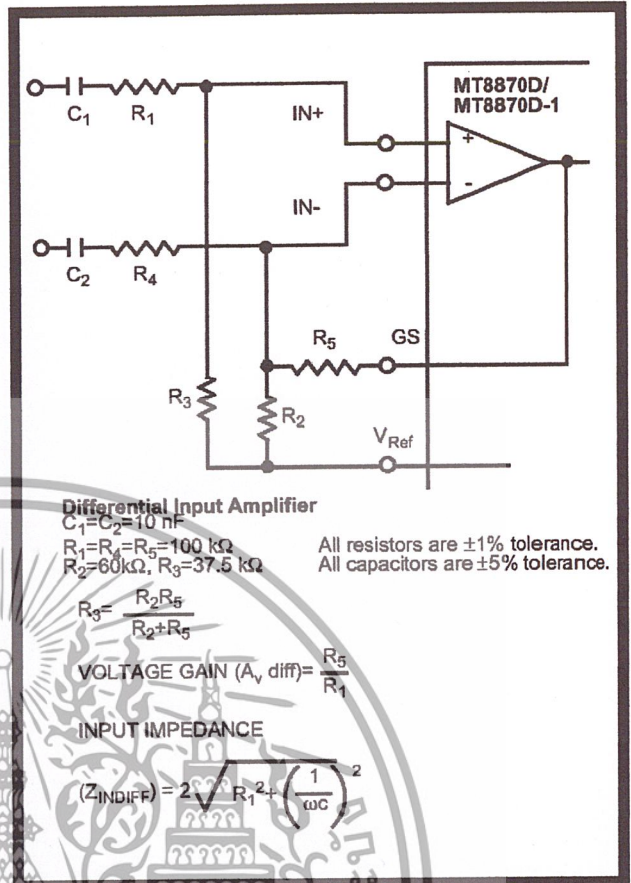 MT8870D/
MT8870D-1
C₁ R₁ IN+
+
-
IN-
C₂ R₄
R₅ GS
R₃ R₂
V_Ref
Differential Input Amplifier
C₁=C₂=10 nF
R₁=R₄=R₅=100 kΩ All resistors are ±1% tolerance.
R₂=60kΩ, R₃=37.5 kΩ All capacitors are ±5% tolerance.
R₃= R₂R₅ / R₂+R₅
VOLTAGE GAIN (A_v diff)= R₅ / R₁
INPUT IMPEDANCE
(Z_INDIFF) = 2 √ R₁² + (1 / ωc)²